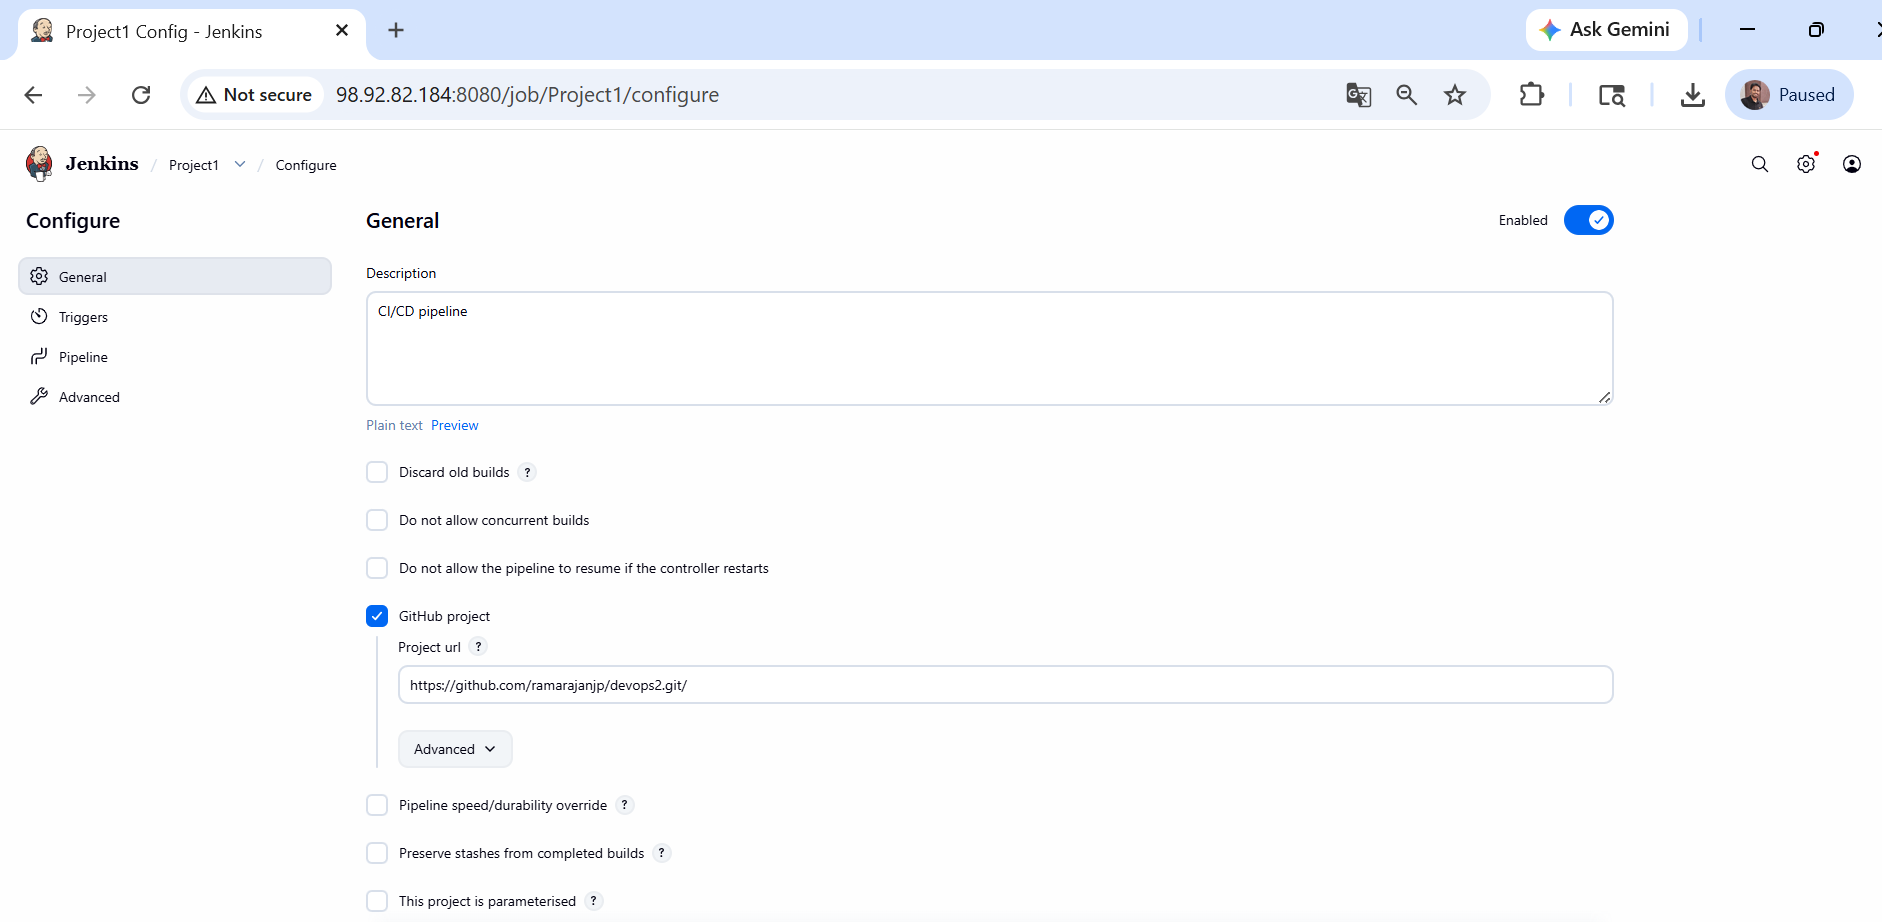 Project1 Config - Jenkins
Ask Gemini
Not secure
98.92.82.184:8080/job/Project1/configure
Paused
Jenkins / Project1 / Configure
Configure
General
Triggers
Pipeline
Advanced
General
Enabled
Description
CI/CD pipeline
Plain text Preview
Discard old builds ?
Do not allow concurrent builds
Do not allow the pipeline to resume if the controller restarts
GitHub project
Project url ?
https://github.com/ramarajanjp/devops2.git/
Advanced
Pipeline speed/durability override ?
Preserve stashes from completed builds ?
This project is parameterised ?